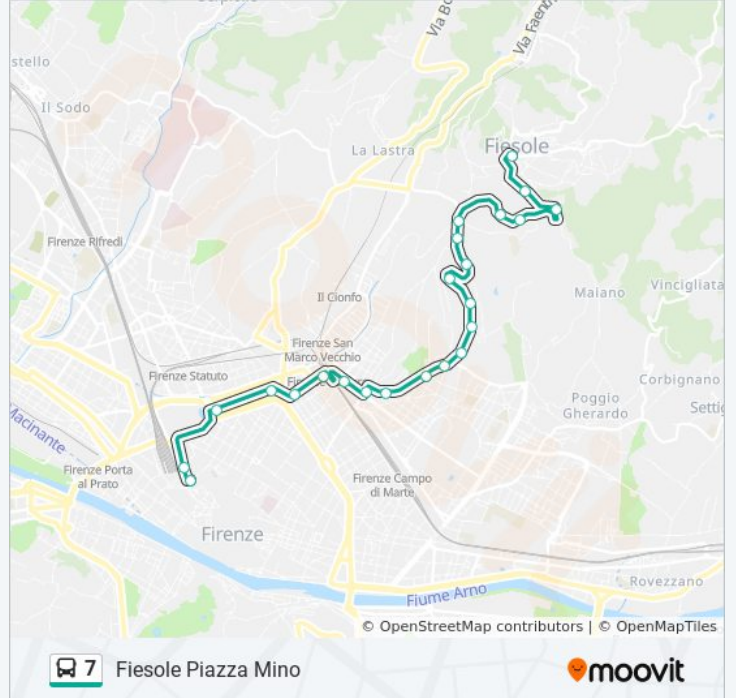 Via Bo
Via Faent
stello
Il Sodo
La Lastra
Fiesole
Firenze Rifredi
Il Cionfo
Maiano
Vincigliata
Firenze San
Marco Vecchio
Firenze Statuto
Corbignano
Poggio
Gherardo
Settig
Macinante
Firenze Porta
al Prato
Firenze Campo
di Marte
Firenze
Rovezzano
Fiume Arno
© OpenStreetMap contributors | © OpenMapTiles
7 Fiesole Piazza Mino
moovit